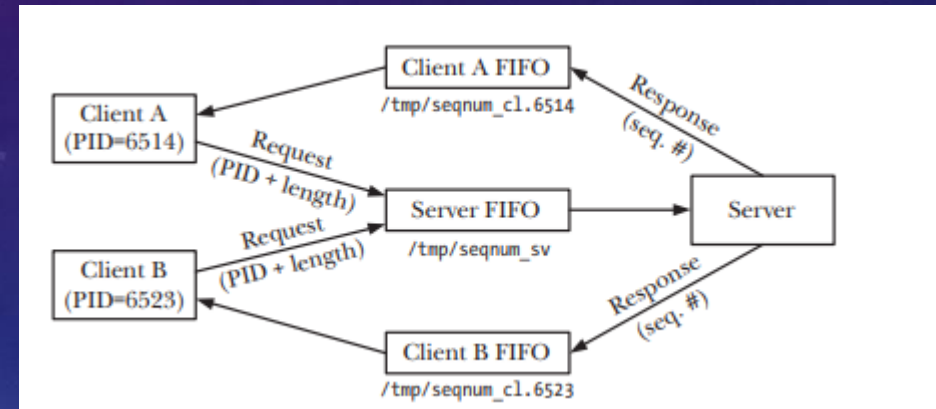 Client A FIFO
/tmp/seqnum_cl.6514
Response
(seq. #)
Client A
(PID=6514)
Request
(PID + length)
Server FIFO
/tmp/seqnum_sv
Server
Request
(PID + length)
Client B
(PID=6523)
Response
(seq. #)
Client B FIFO
/tmp/seqnum_cl.6523